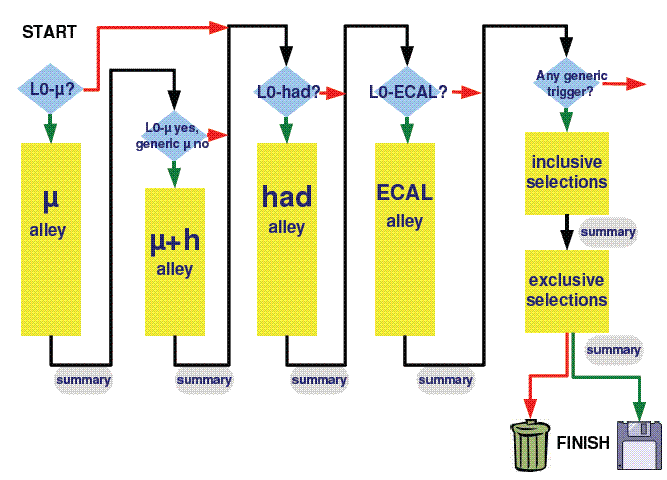 START
L0-μ?
L0-μ yes,
generic μ no
L0-had?
L0-ECAL?
Any generic
trigger?
μ
alley
μ+h
alley
had
alley
ECAL
alley
inclusive
selections
summary
exclusive
selections
summary
summary
summary
summary
summary
FINISH